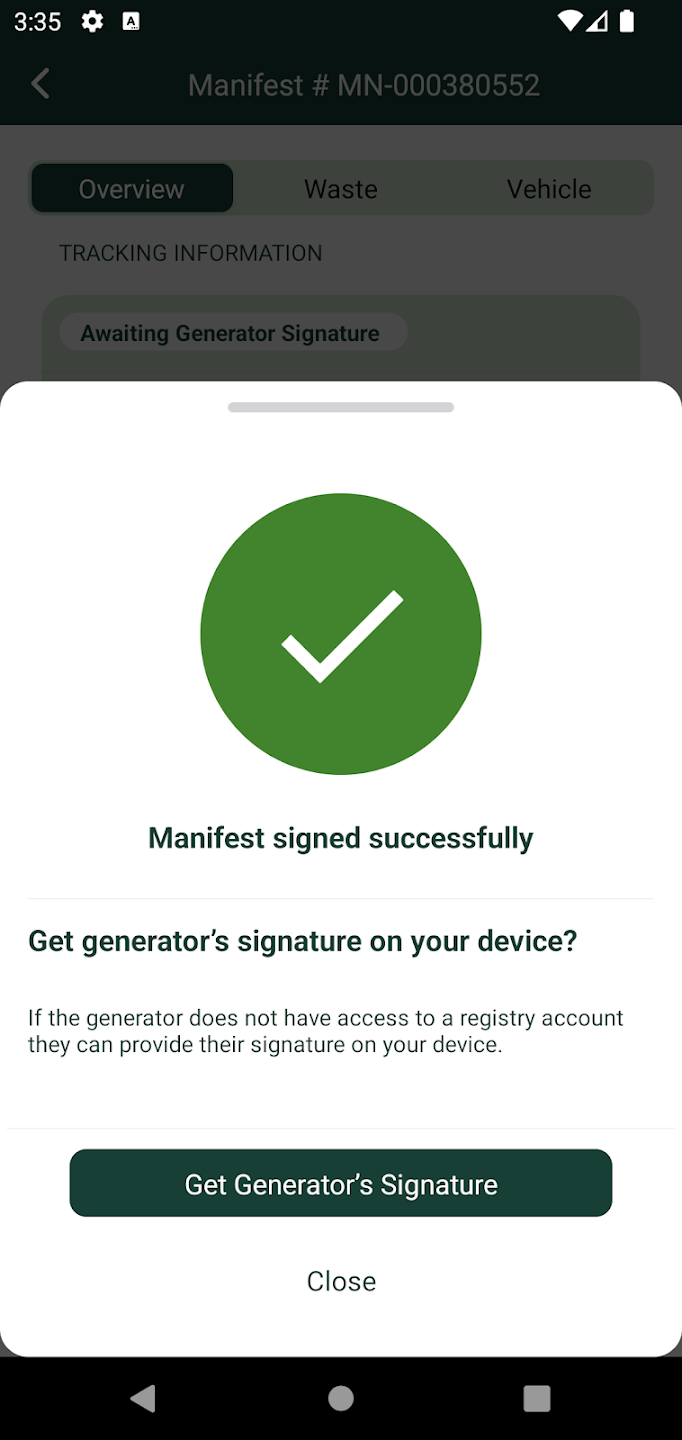 3:35
Manifest # MN-000380552
Overview Waste Vehicle
TRACKING INFORMATION
Awaiting Generator Signature
Manifest signed successfully
Get generator’s signature on your device?
If the generator does not have access to a registry account
they can provide their signature on your device.
Get Generator’s Signature
Close